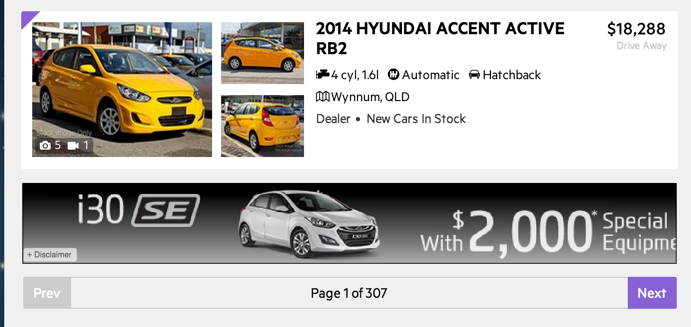 2014 HYUNDAI ACCENT ACTIVE
RB2
$18,288
Drive Away
4 cyl, 1.6l Automatic Hatchback
Wynnum, QLD
Dealer • New Cars In Stock
5 1
i30 SE
$2,000* Special
With Equipme
+ Disclaimer
Prev
Page 1 of 307
Next